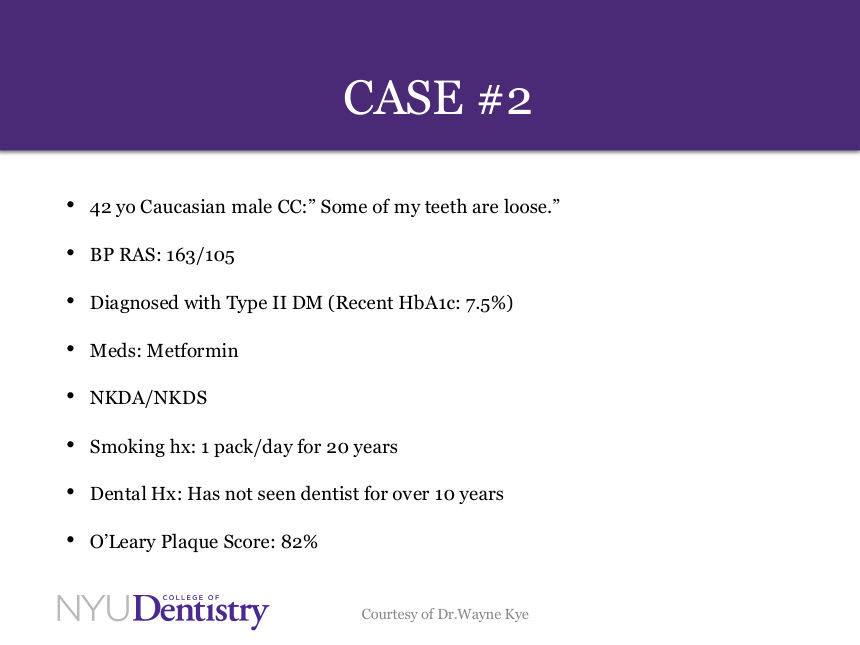 CASE #2
• 42 yo Caucasian male CC:” Some of my teeth are loose.”
• BP RAS: 163/105
• Diagnosed with Type II DM (Recent HbA1c: 7.5%)
• Meds: Metformin
• NKDA/NKDS
• Smoking hx: 1 pack/day for 20 years
• Dental Hx: Has not seen dentist for over 10 years
• O’Leary Plaque Score: 82%
NYU COLLEGE OF Dentistry
Courtesy of Dr.Wayne Kye